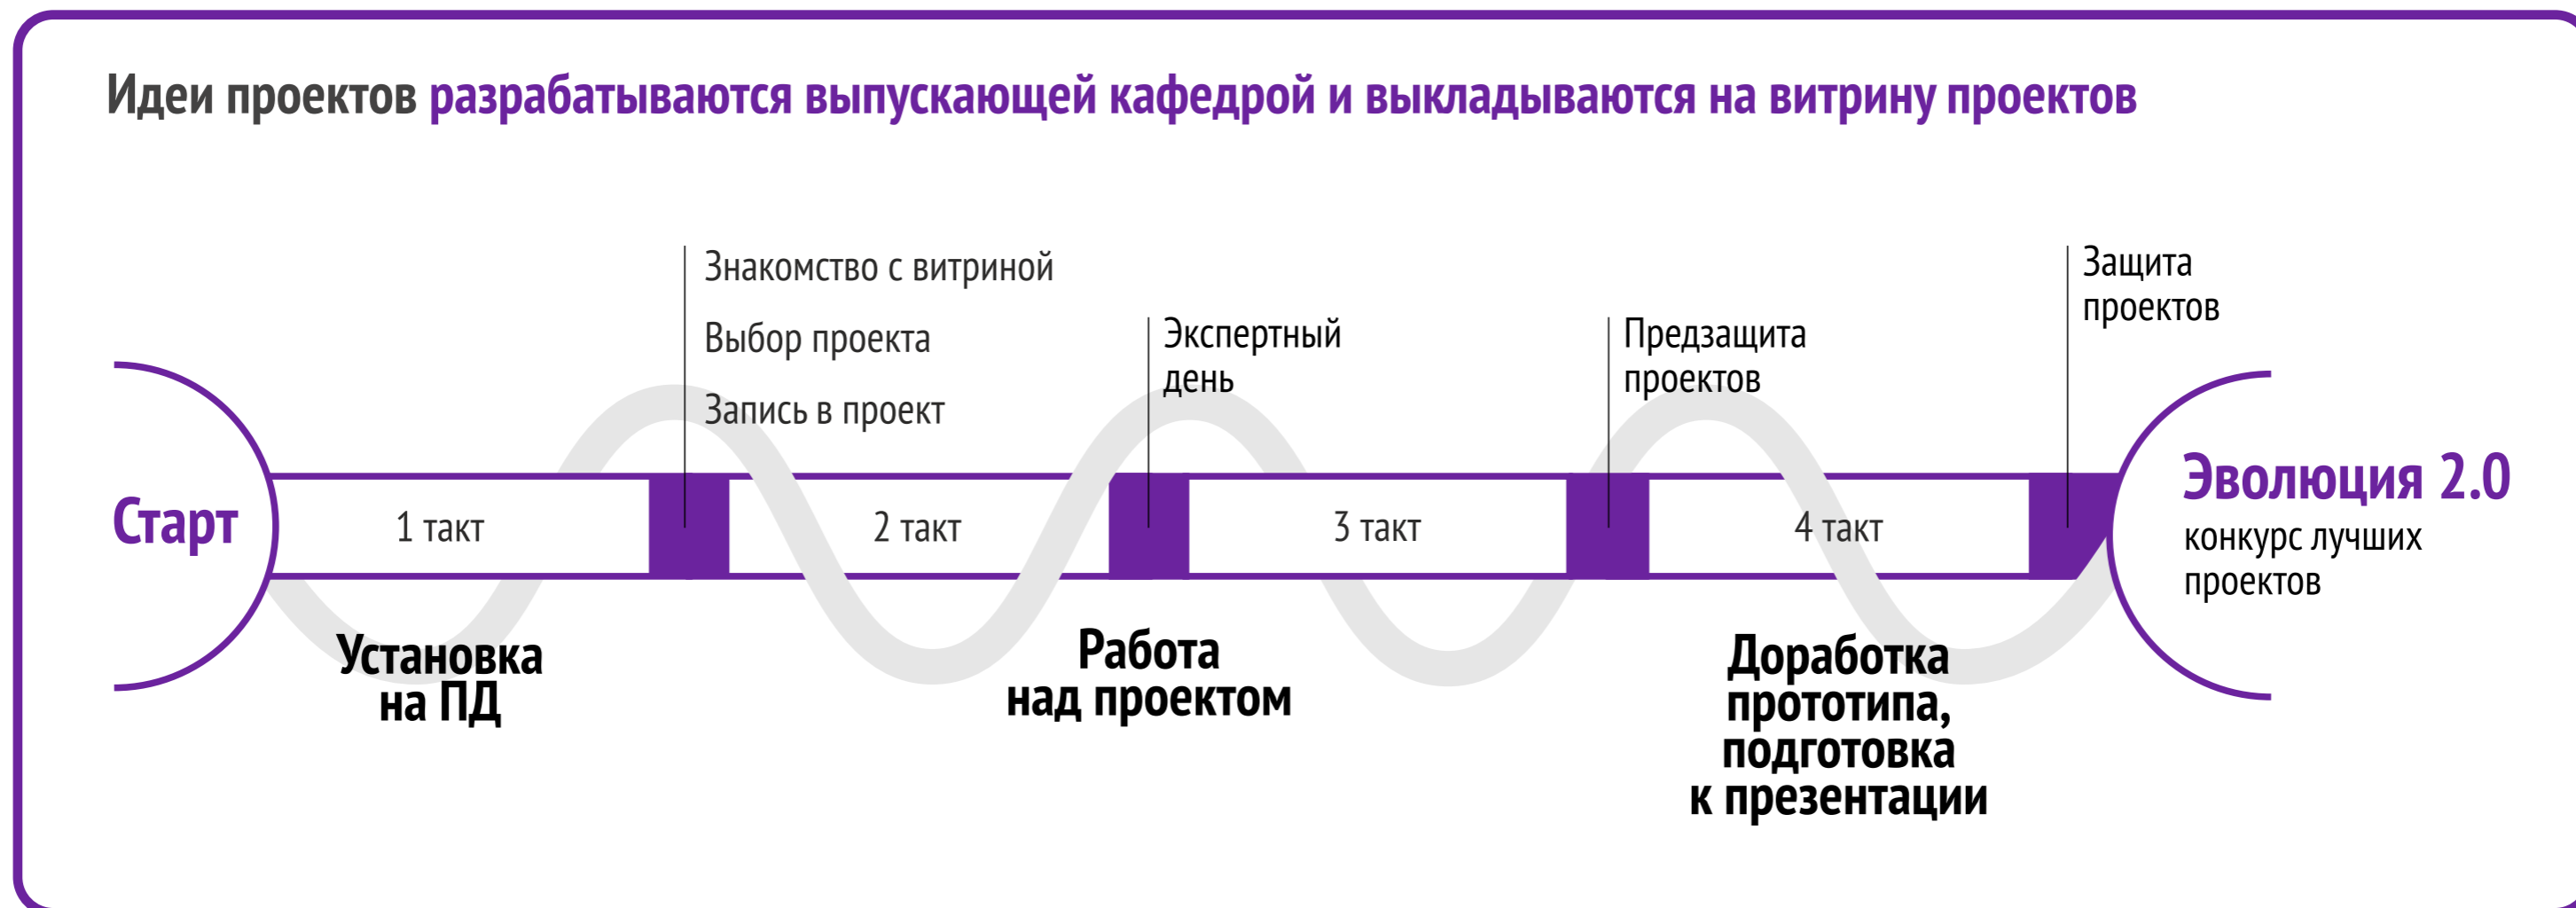 Идеи проектов разрабатываются выпускающей кафедрой и выкладываются на витрину проектов
Знакомство с витриной
Выбор проекта
Запись в проект
Экспертный
день
Предзащита
проектов
Защита
проектов
Старт
1 такт
2 такт
3 такт
4 такт
Эволюция 2.0
конкурс лучших
проектов
Установка
на ПД
Работа
над проектом
Доработка
прототипа,
подготовка
к презентации